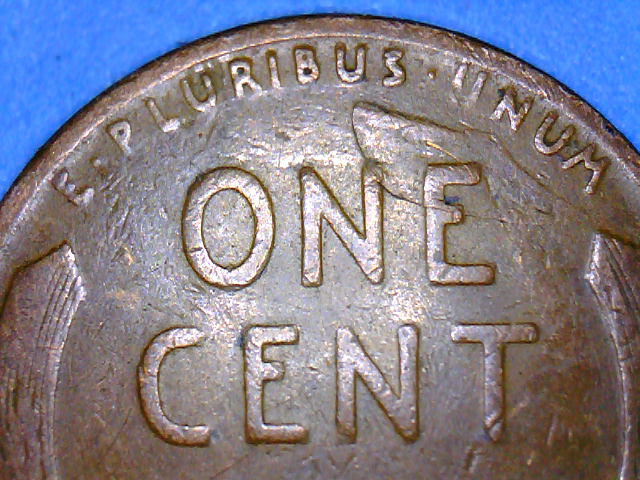 E · PLURIBUS · UNUM
ONE
CENT